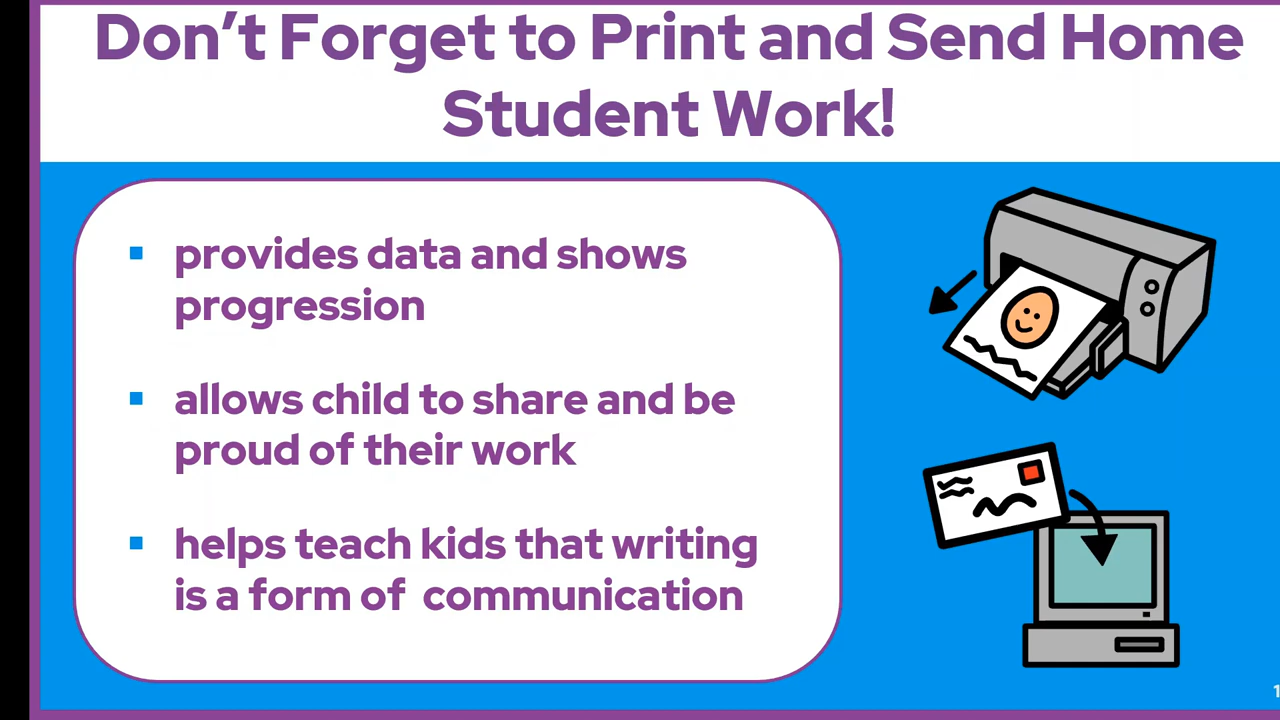 Don’t Forget to Print and Send Home
Student Work!
provides data and shows
progression
allows child to share and be
proud of their work
helps teach kids that writing
is a form of  communication